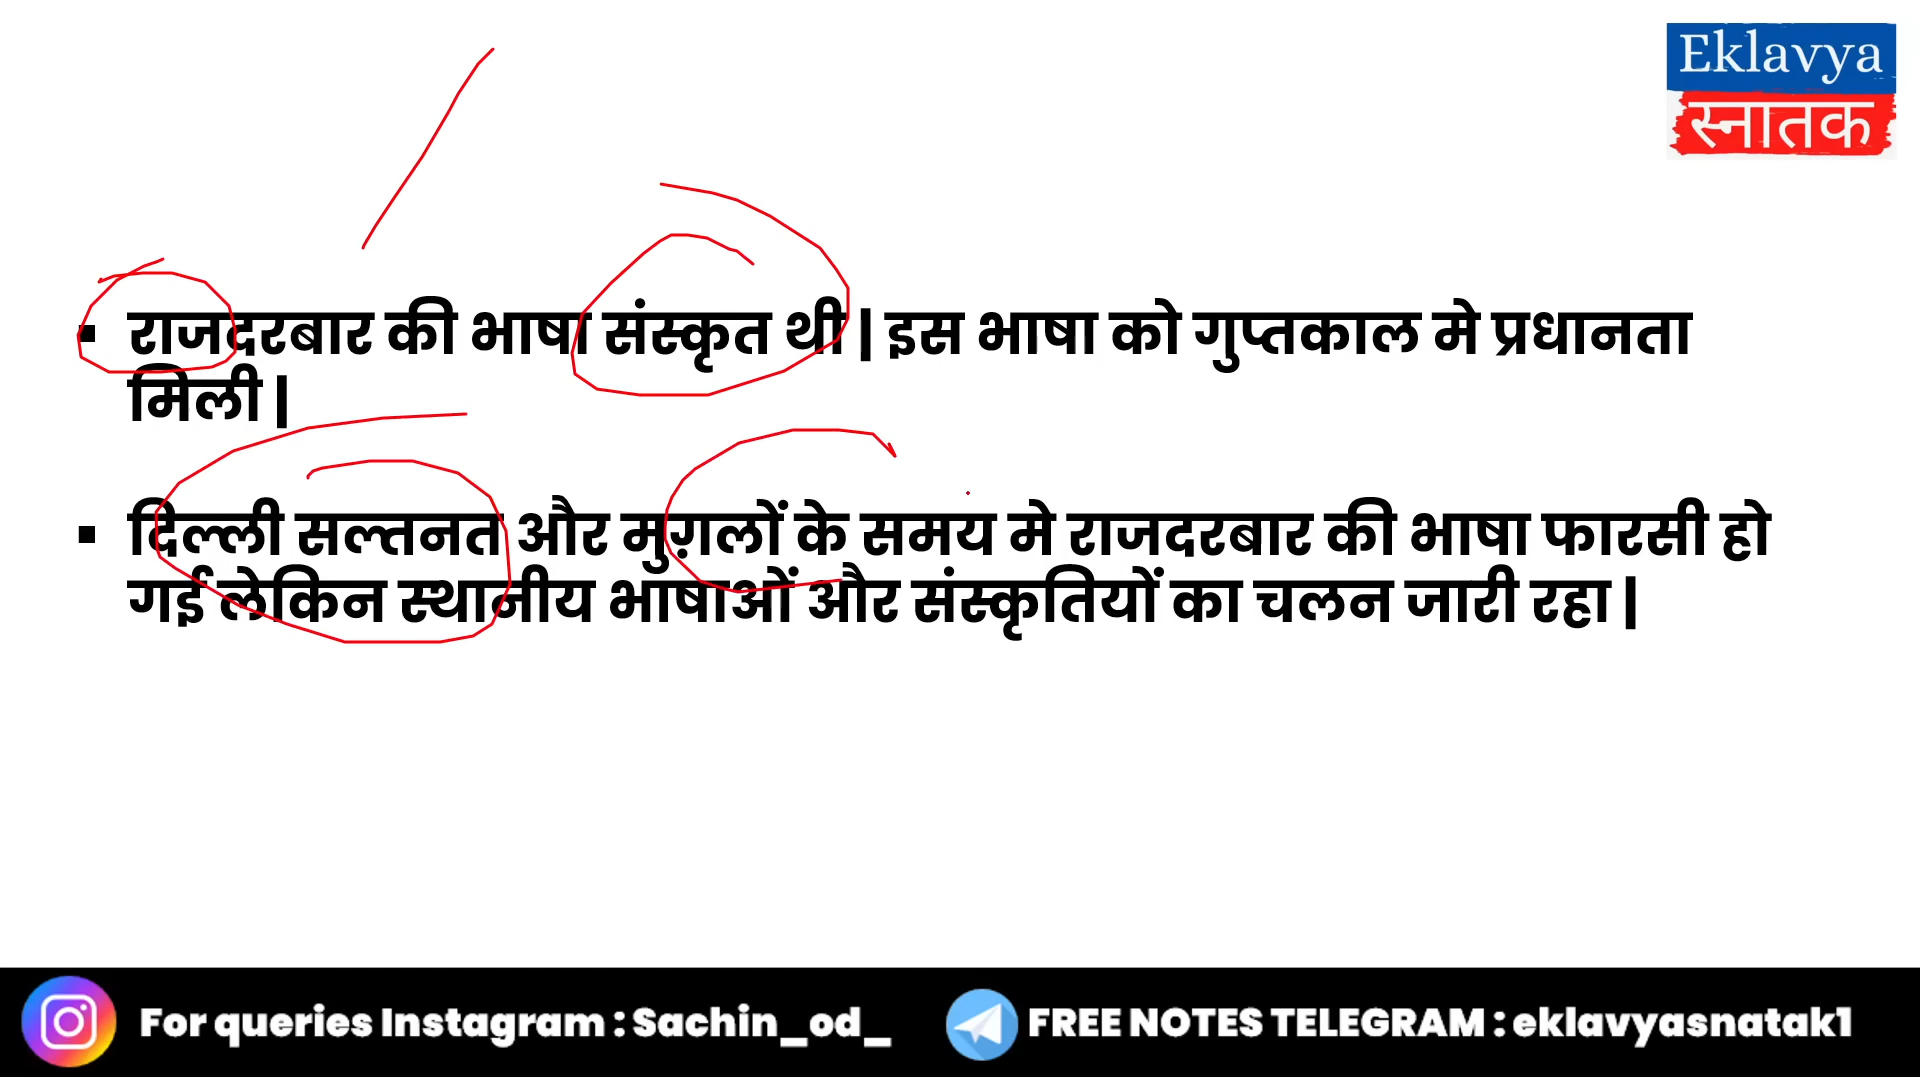 Eklavya
स्नातक
▪ राजदरबार की भाषा संस्कृत थी | इस भाषा को गुप्तकाल मे प्रधानता
मिली |
▪ दिल्ली सल्तनत और मुग़लों के समय मे राजदरबार की भाषा फारसी हो
गई लेकिन स्थानीय भाषाओं और संस्कृतियों का चलन जारी रहा |
For queries Instagram : Sachin_od_
FREE NOTES TELEGRAM : eklavyasnatak1